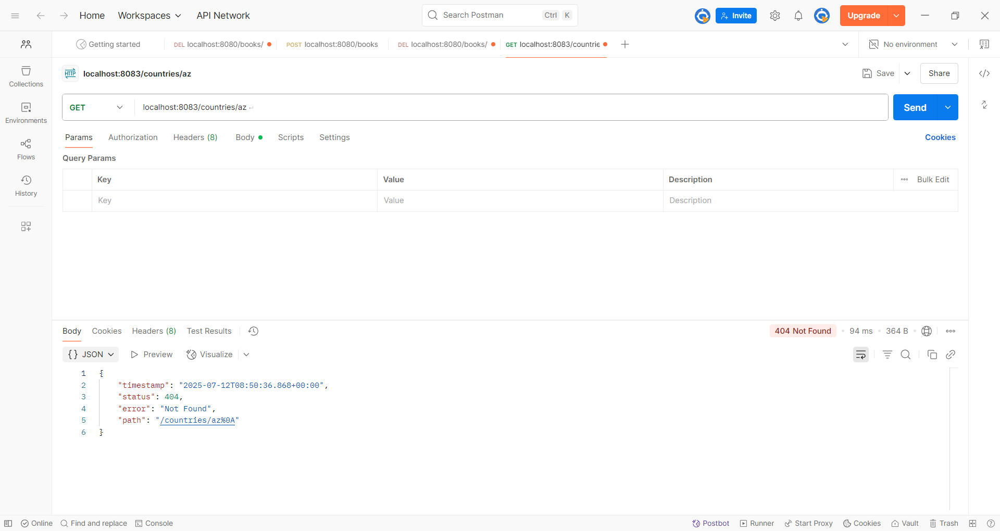 Home Workspaces API Network Search Postman Ctrl K Invite Upgrade
Getting started DEL localhost:8080/books/ POST localhost:8080/books DEL localhost:8080/books/ GET localhost:8083/countrie No environment
HTTP localhost:8083/countries/az Save Share
Collections
GET localhost:8083/countries/az Send
Environments
Params Authorization Headers (8) Body Scripts Settings Cookies
Flows
Query Params
Key Value Description Bulk Edit
History
Key Value Description
Body Cookies Headers (8) Test Results 404 Not Found 94 ms 364 B
{} JSON Preview Visualize
1 {
2 "timestamp": "2025-07-12T08:50:36.868+00:00",
3 "status": 404,
4 "error": "Not Found",
5 "path": "/countries/az%0A"
6 }
Online Find and replace Console Postbot Runner Start Proxy Cookies Vault Trash